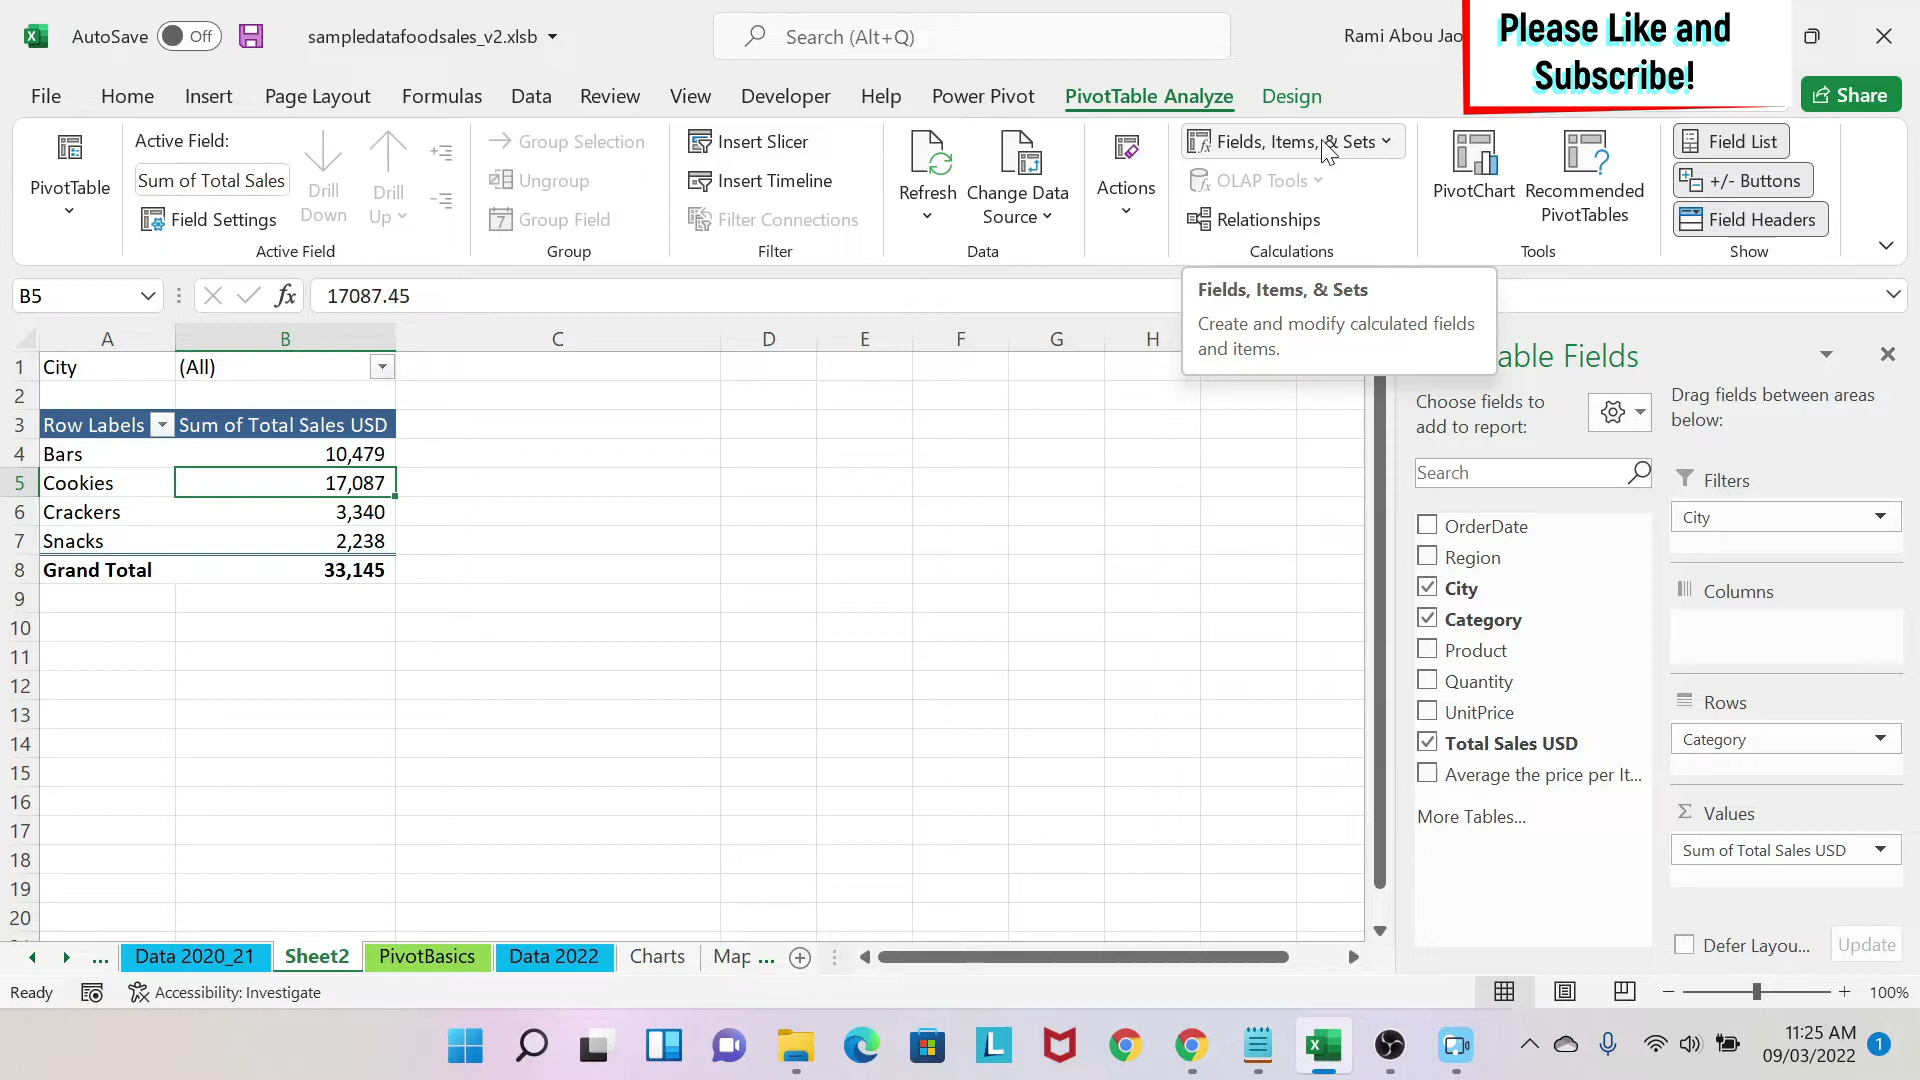 AutoSave
Off
sampledatafoodsales_v2.xlsb
Search (Alt+Q)
Rami Abou Jao
Please Like and
Subscribe!
File
Home
Insert
Page Layout
Formulas
Data
Review
View
Developer
Help
Power Pivot
PivotTable Analyze
Design
Share
PivotTable
Active Field:
Sum of Total Sales
Field Settings
Drill
Down
Drill
Up
Active Field
Group Selection
Ungroup
Group Field
Group
Insert Slicer
Insert Timeline
Filter Connections
Filter
Refresh
Change Data
Source
Data
Actions
Fields, Items, & Sets
OLAP Tools
Relationships
Calculations
PivotChart
Recommended
PivotTables
Tools
Field List
+/- Buttons
Field Headers
Show
B5
fx
17087.45
Fields, Items, & Sets
Create and modify calculated fields
and items.
A B C D E F G H
1 City (All)
2
3 Row Labels Sum of Total Sales USD
4 Bars 10,479
5 Cookies 17,087
6 Crackers 3,340
7 Snacks 2,238
8 Grand Total 33,145
9
10
11
12
13
14
15
16
17
18
19
20
able Fields
Choose fields to
add to report:
Search
OrderDate
Region
City
Category
Product
Quantity
UnitPrice
Total Sales USD
Average the price per It...
More Tables...
Drag fields between areas
below:
Filters
City
Columns
Rows
Category
Σ Values
Sum of Total Sales USD
Defer Layou...
Update
...
Data 2020_21
Sheet2
PivotBasics
Data 2022
Charts
Map ...
Ready
Accessibility: Investigate
100%
L
11:25 AM
09/03/2022
1